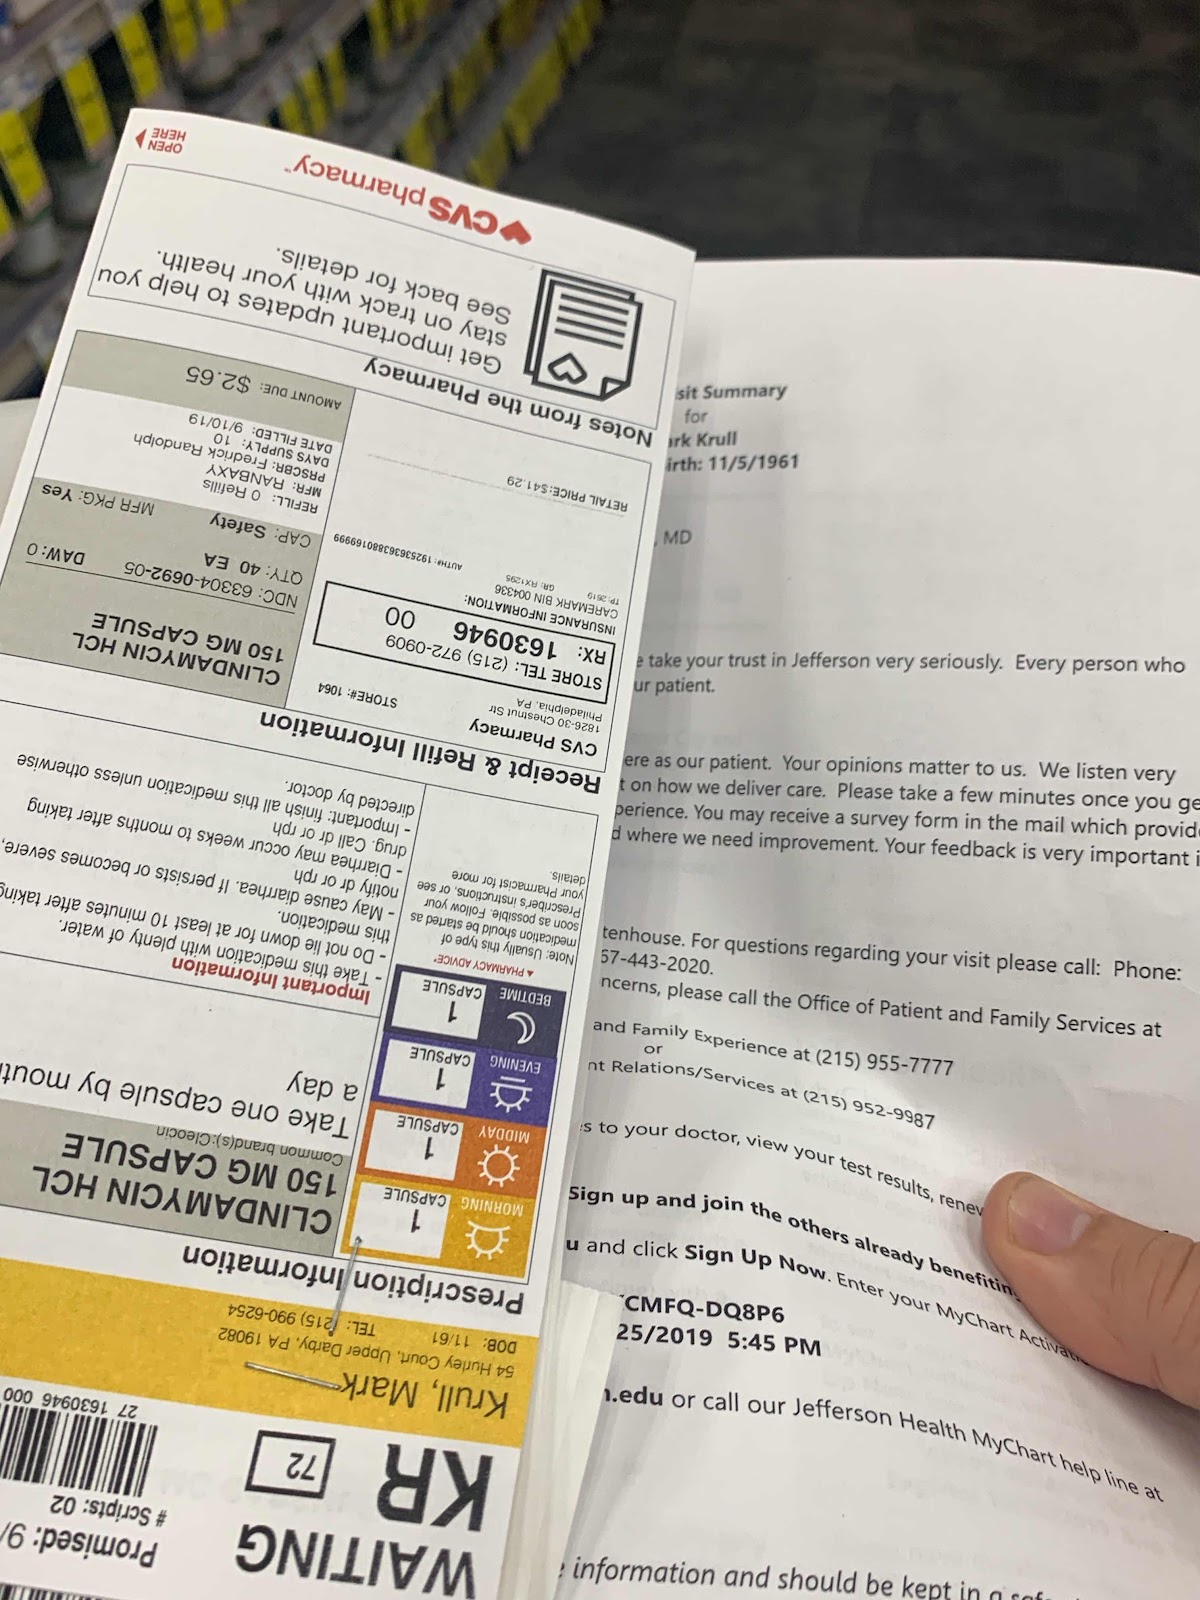 WAITING
KR
72
Promised: 9/
# Scripts: 02
27 1630946 000
Krull, Mark
54 Hurley Court, Upper Darby, PA 19082
DOB: 11/61 TEL: (215) 990-6254
Prescription Information
MORNING
1
CAPSULE
MIDDAY
1
CAPSULE
EVENING
1
CAPSULE
BEDTIME
1
CAPSULE
▲ PHARMACY ADVICE*
Note: Usually this type of
medication should be started as
soon as possible. Follow your
Prescriber's instructions, or see
your Pharmacist for more
details.
CLINDAMYCIN HCL
150 MG CAPSULE
Common brand(s):Cleocin
Take one capsule by mout
a day
Important Information
- Take this medication with plenty of water.
- Do not lie down for at least 10 minutes after taking
this medication.
- May cause diarrhea. If persists or becomes severe,
notify dr or rph
- Diarrhea may occur weeks to months after taking
drug. Call dr or rph
- Important: finish all this medication unless otherwise
directed by doctor.
Receipt & Refill Information
CVS Pharmacy
1826-30 Chestnut Str
Philadelphia, PA
STORE#: 1064
STORE TEL: (215) 972-0909
RX: 1630946 00
INSURANCE INFORMATION:
CAREMARK BIN 004336
TP: 2619 GR: RX1295
AUTH#: 192536363880169969
RETAIL PRICE:$41.29
CLINDAMYCIN HCL
150 MG CAPSULE
NDC: 63304-0692-05
QTY: 40 EA DAW: 0
CAP: Safety MFR PKG: Yes
REFILL: 0 Refills
MFR: RANBAXY
PRSCBR: Fredrick Randolph
DAYS SUPPLY: 10
DATE FILLED: 9/10/19
AMOUNT DUE: $2.65
Notes from the Pharmacy
Get important updates to help you
stay on track with your health.
See back for details.
CVS pharmacy™
OPEN
HERE
sit Summary
for
ark Krull
irth: 11/5/1961
, MD
e take your trust in Jefferson very seriously. Every person who
ur patient.
ere as our patient. Your opinions matter to us. We listen very
t on how we deliver care. Please take a few minutes once you ge
perience. You may receive a survey form in the mail which provid
d where we need improvement. Your feedback is very important i
tenhouse. For questions regarding your visit please call: Phone:
67-443-2020.
ncerns, please call the Office of Patient and Family Services at
and Family Experience at (215) 955-7777
or
nt Relations/Services at (215) 952-9987
s to your doctor, view your test results, renew
Sign up and join the others already benefiting
u and click Sign Up Now. Enter your MyChart Activati
CMFQ-DQ8P6
25/2019 5:45 PM
n.edu or call our Jefferson Health MyChart help line at
e information and should be kept in a safe